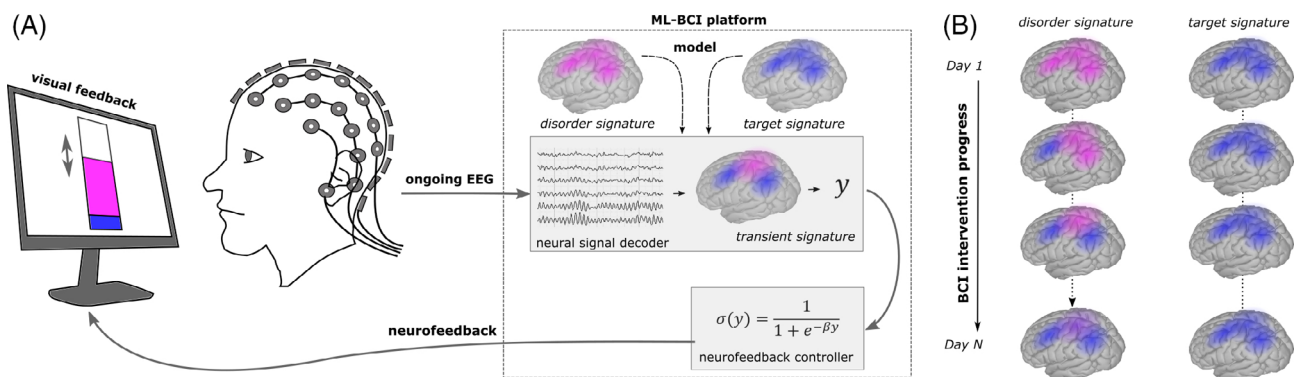 (A)
visual feedback
ongoing EEG
ML-BCI platform
model
disorder signature
target signature
neural signal decoder
transient signature
y
σ(y) = 1 / (1 + e^{-βy})
neurofeedback controller
neurofeedback
(B)
disorder signature
target signature
Day 1
BCI intervention progress
Day N